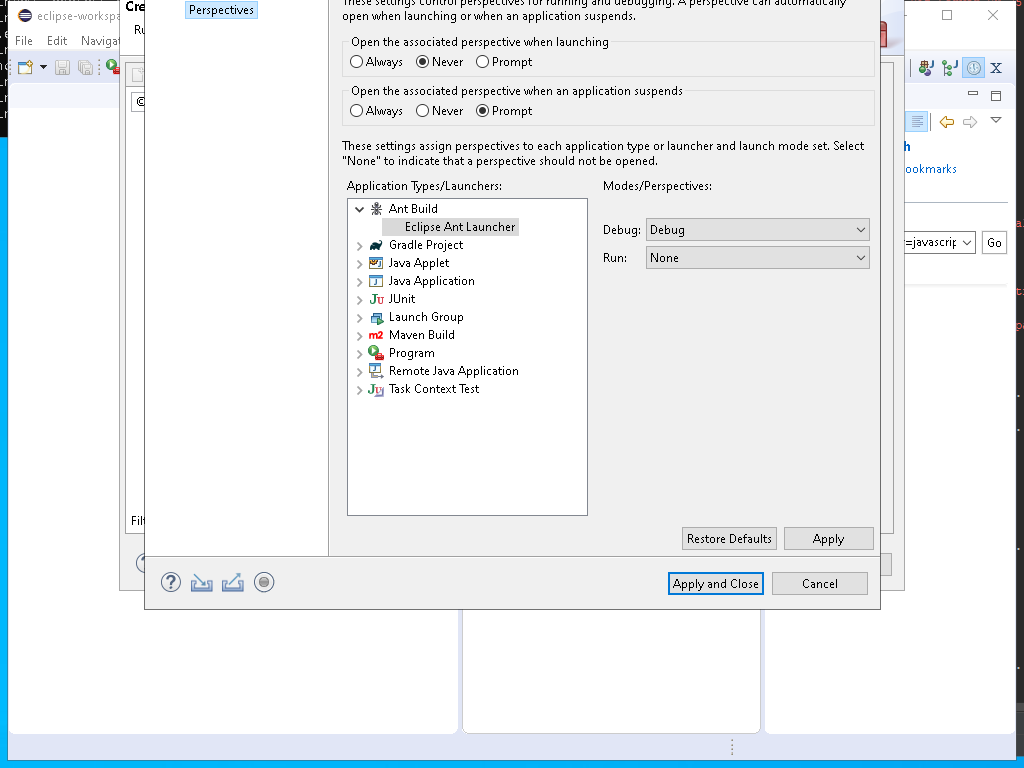 Perspectives
These settings control perspectives for running and debugging. A perspective can automatically
open when launching or when an application suspends.
eclipse-workspa
Cre
File Edit Navigat
Ru
Open the associated perspective when launching
Always Never Prompt
Open the associated perspective when an application suspends
Always Never Prompt
These settings assign perspectives to each application type or launcher and launch mode set. Select
"None" to indicate that a perspective should not be opened.
Application Types/Launchers:
Modes/Perspectives:
Ant Build
Eclipse Ant Launcher
Gradle Project
Java Applet
Java Application
JUnit
Launch Group
Maven Build
Program
Remote Java Application
Task Context Test
Debug: Debug
Run: None
h
ookmarks
=javascrip
Go
Filt
Restore Defaults Apply
Apply and Close Cancel